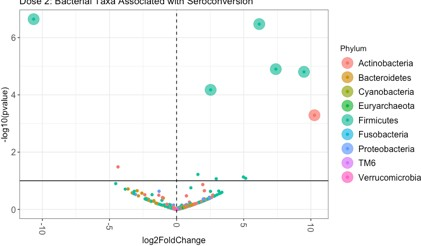 Dose 2: Bacterial Taxa Associated with Seroconversion
-log10(pvalue)
6
4
2
0
-10
-5
0
5
10
log2FoldChange
Phylum
Actinobacteria
Bacteroidetes
Cyanobacteria
Euryarchaeota
Firmicutes
Fusobacteria
Proteobacteria
TM6
Verrucomicrobia